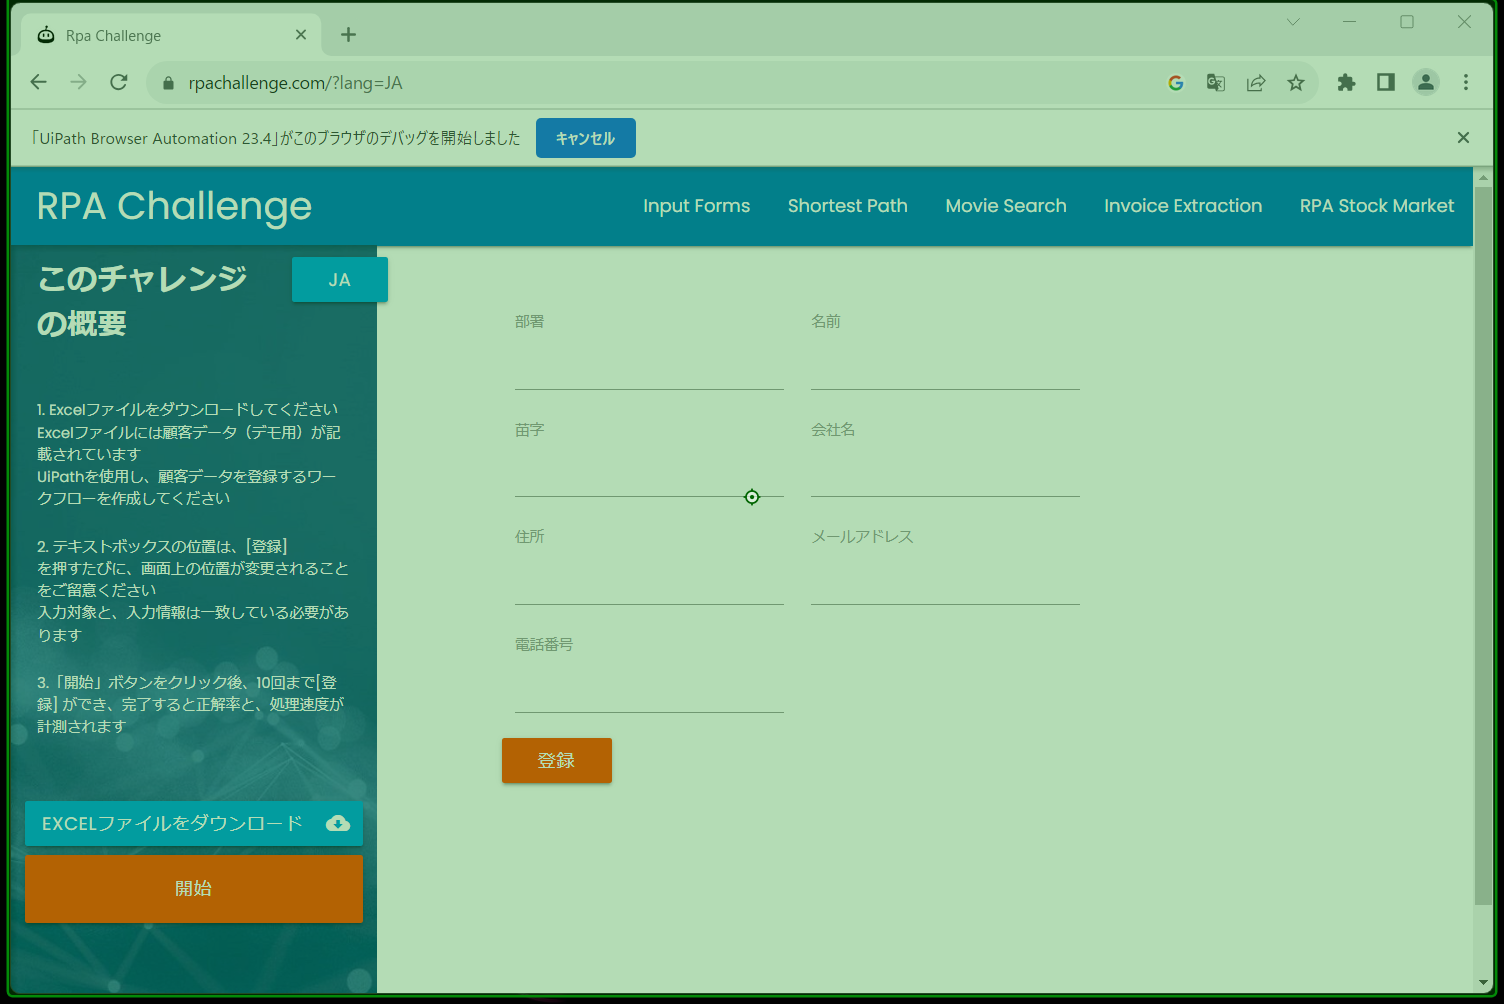 Rpa Challenge
rpachallenge.com/?lang=JA
「UiPath Browser Automation 23.4」がこのブラウザのデバッグを開始しました
キャンセル
RPA Challenge
Input Forms
Shortest Path
Movie Search
Invoice Extraction
RPA Stock Market
このチャレンジ
の概要
JA
1. Excelファイルをダウンロードしてください
Excelファイルには顧客データ（デモ用）が記
載されています
UiPathを使用し、顧客データを登録するワー
クフローを作成してください
2. テキストボックスの位置は、[登録]
を押すたびに、画面上の位置が変更されること
をご留意ください
入力対象と、入力情報は一致している必要があ
ります
3.「開始」ボタンをクリック後、10回まで[登
録] ができ、完了すると正解率と、処理速度が
計測されます
EXCELファイルをダウンロード
開始
部署
名前
苗字
会社名
住所
メールアドレス
電話番号
登録